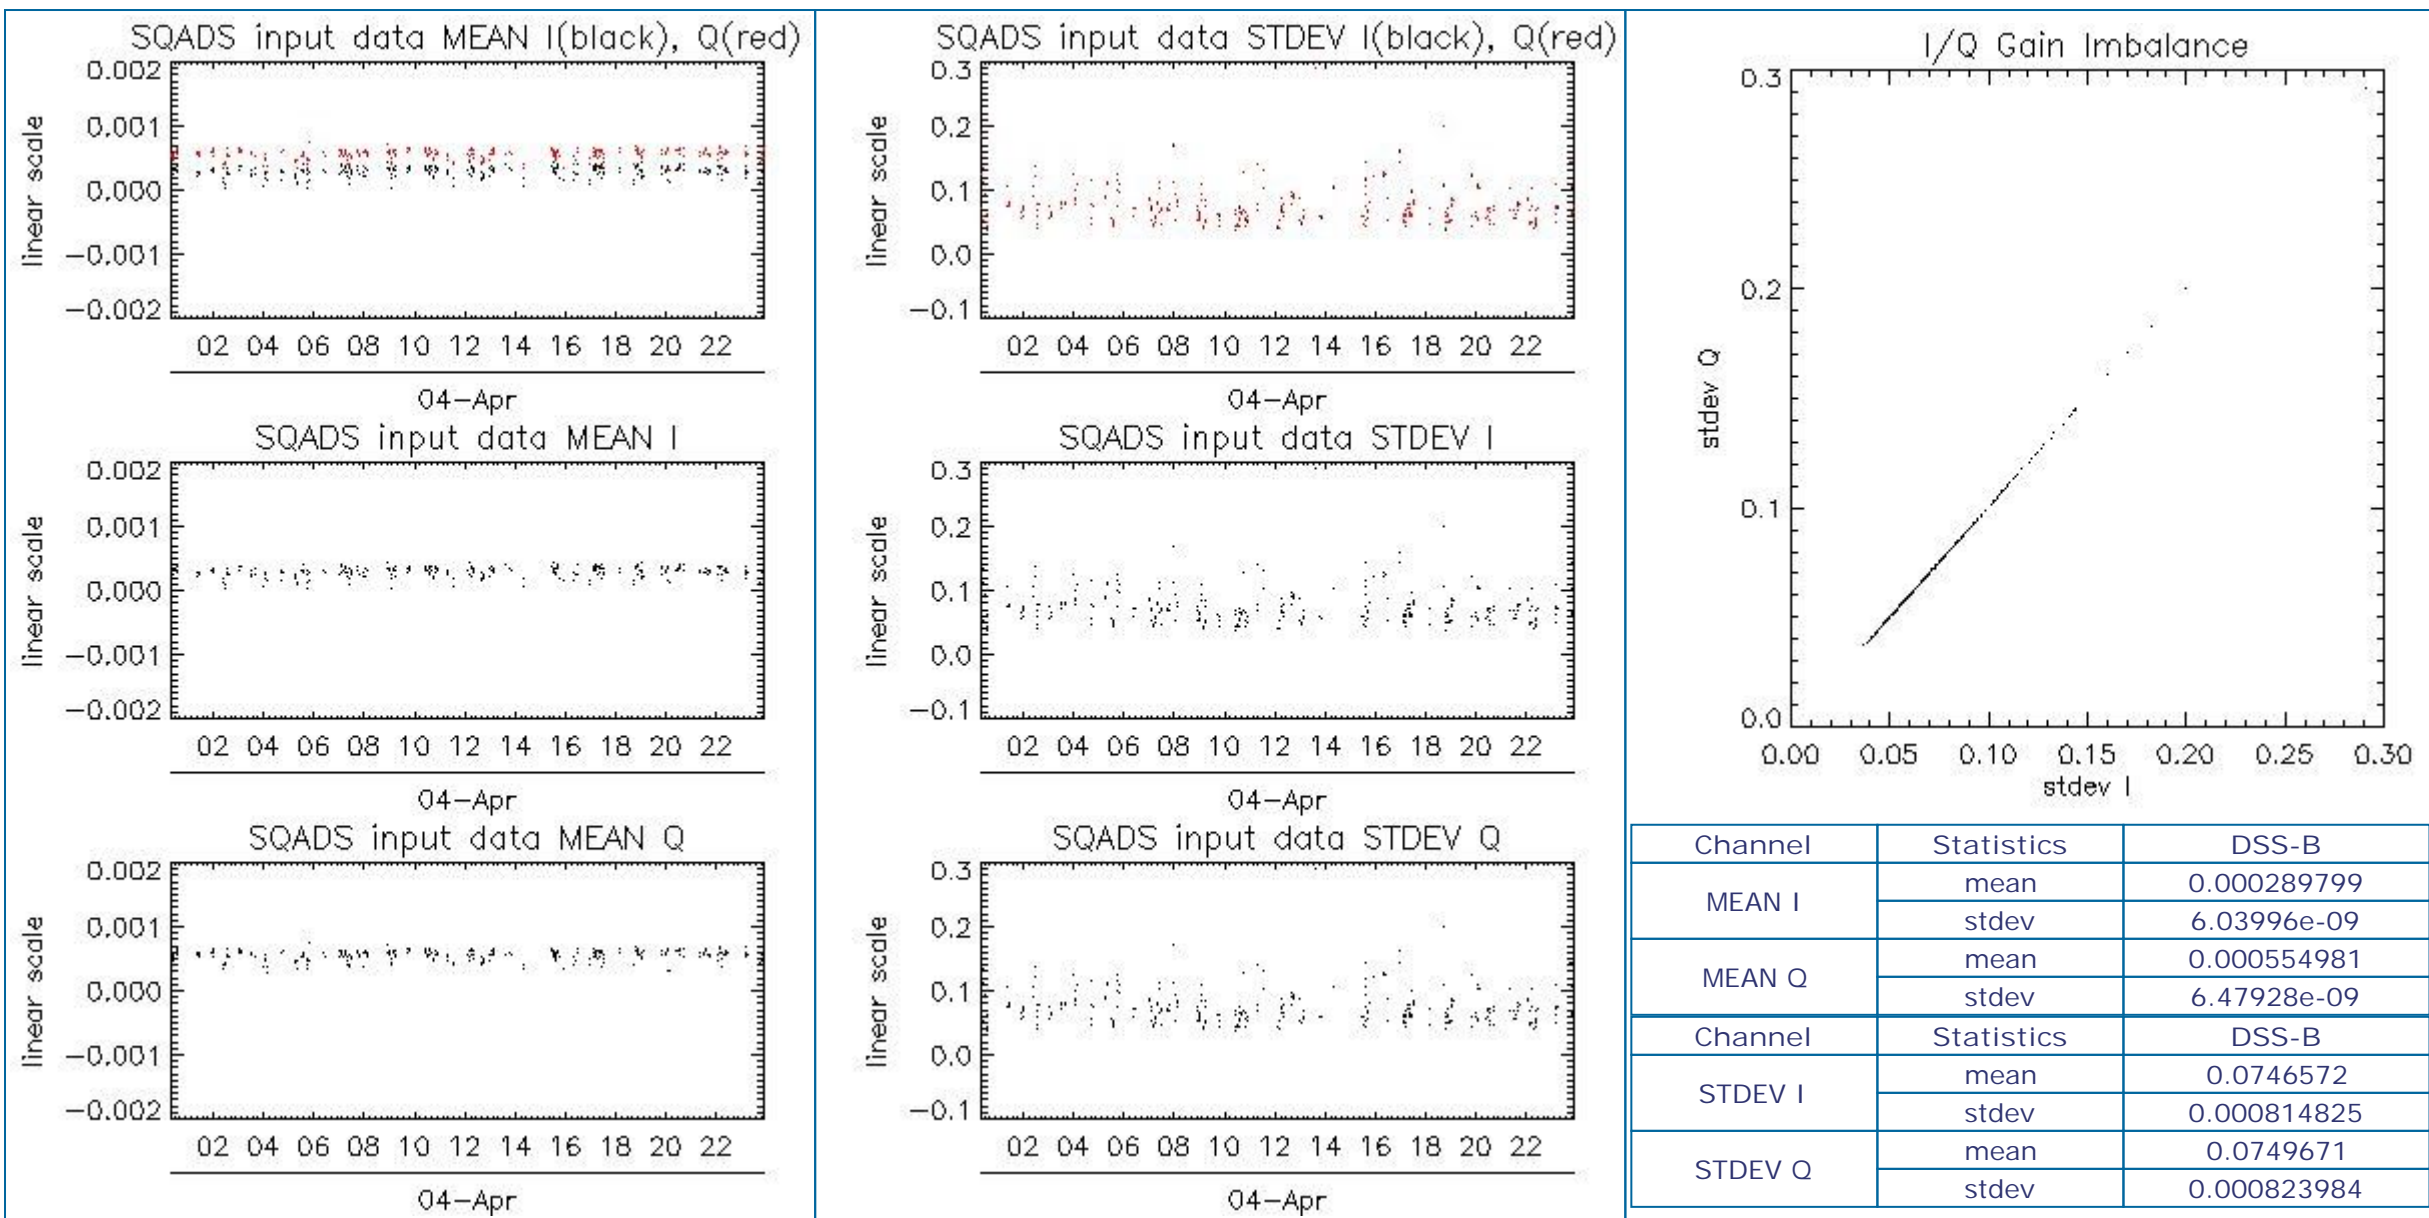 SQADS input data MEAN I(black), Q(red)
linear scale
0.002
0.001
0.000
−0.001
−0.002
02 04 06 08 10 12 14 16 18 20 22
04−Apr
SQADS input data MEAN I
linear scale
0.002
0.001
0.000
−0.001
−0.002
02 04 06 08 10 12 14 16 18 20 22
04−Apr
SQADS input data MEAN Q
linear scale
0.002
0.001
0.000
−0.001
−0.002
02 04 06 08 10 12 14 16 18 20 22
04−Apr
SQADS input data STDEV I(black), Q(red)
linear scale
0.3
0.2
0.1
0.0
−0.1
02 04 06 08 10 12 14 16 18 20 22
04−Apr
SQADS input data STDEV I
linear scale
0.3
0.2
0.1
0.0
−0.1
02 04 06 08 10 12 14 16 18 20 22
04−Apr
SQADS input data STDEV Q
linear scale
0.3
0.2
0.1
0.0
−0.1
02 04 06 08 10 12 14 16 18 20 22
04−Apr
I/Q Gain Imbalance
stdev Q
0.3
0.2
0.1
0.0
0.00 0.05 0.10 0.15 0.20 0.25 0.30
stdev I
Channel Statistics DSS-B
MEAN I
mean 0.000289799
stdev 6.03996e-09
MEAN Q
mean 0.000554981
stdev 6.47928e-09
Channel Statistics DSS-B
STDEV I
mean 0.0746572
stdev 0.000814825
STDEV Q
mean 0.0749671
stdev 0.000823984